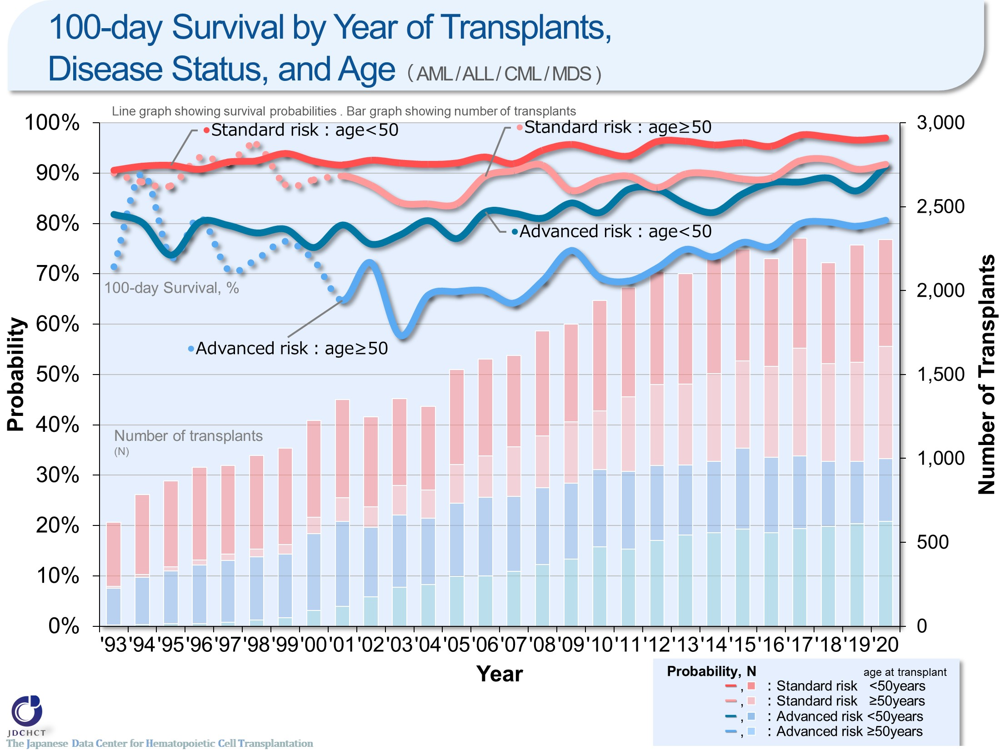 100-day Survival by Year of Transplants,
Disease Status, and Age (AML/ALL/CML/MDS)
Line graph showing survival probabilities . Bar graph showing number of transplants
100%
90%
80%
70%
60%
50%
40%
30%
20%
10%
0%
Probability
Standard risk : age<50
Standard risk : age≥50
Advanced risk : age<50
100-day Survival, %
Advanced risk : age≥50
Number of transplants
(N)
3,000
2,500
2,000
1,500
1,000
500
0
Number of Transplants
'93 '94 '95 '96 '97 '98 '99 '00 '01 '02 '03 '04 '05 '06 '07 '08 '09 '10 '11 '12 '13 '14 '15 '16 '17 '18 '19 '20
Year
Probability, N age at transplant
, : Standard risk <50years
, : Standard risk ≥50years
, : Advanced risk <50years
, : Advanced risk ≥50years
JDCHCT
The Japanese Data Center for Hematopoietic Cell Transplantation